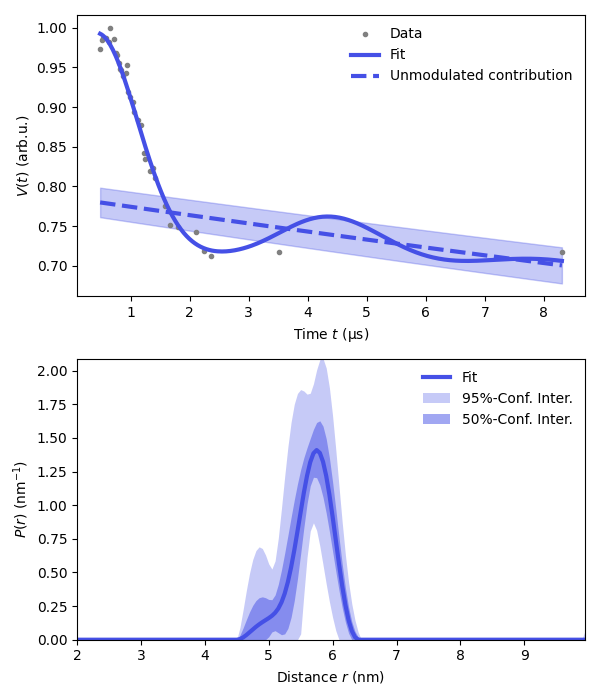 1.00
0.95
0.90
0.85
0.80
0.75
0.70
V(t) (arb.u.)
Data
Fit
Unmodulated contribution
1 2 3 4 5 6 7 8
Time t (μs)
2.00
1.75
1.50
1.25
1.00
0.75
0.50
0.25
0.00
P(r) (nm⁻¹)
Fit
95%-Conf. Inter.
50%-Conf. Inter.
2 3 4 5 6 7 8 9
Distance r (nm)